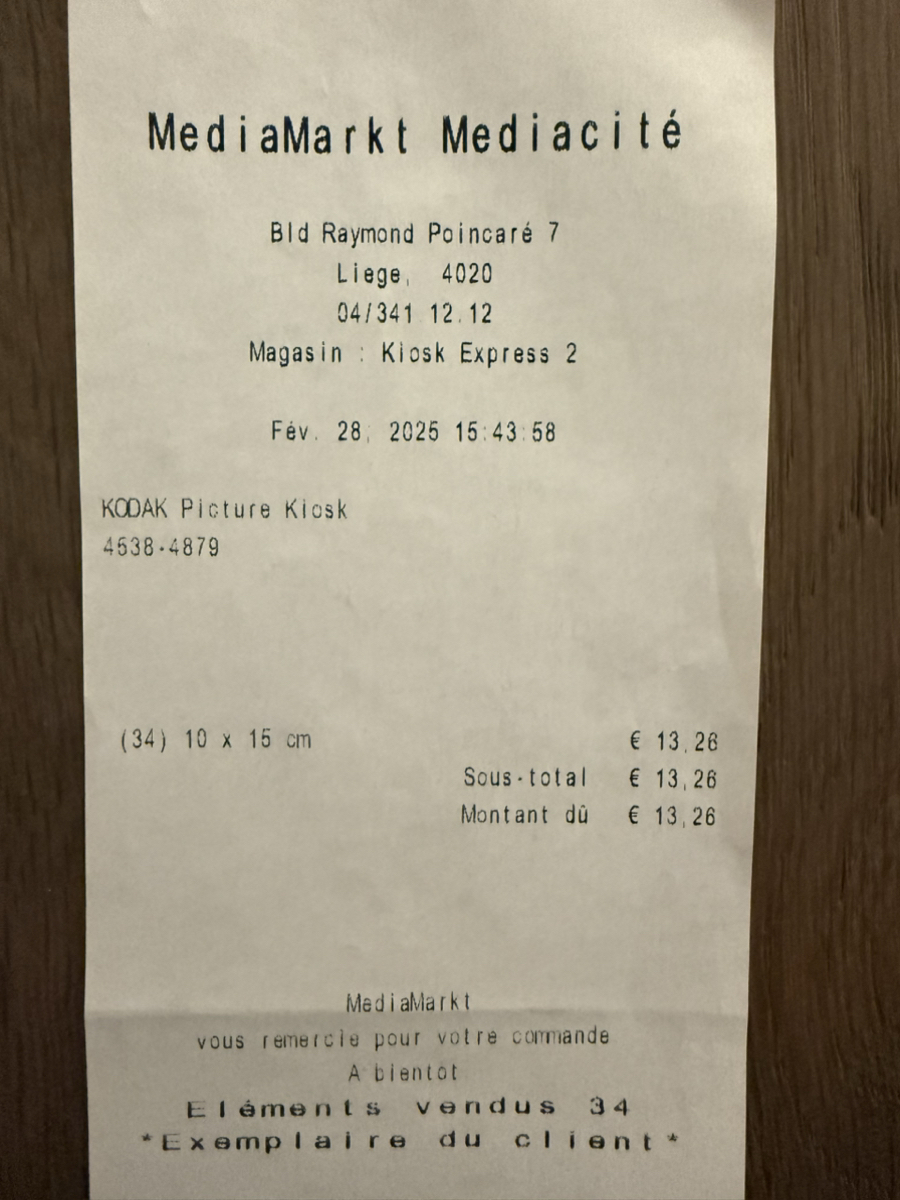 MediaMarkt Mediacité
Bld Raymond Poincaré 7
Liege, 4020
04/341 12.12
Magasin : Kiosk Express 2
Fév. 28, 2025 15:43:58
KODAK Picture Kiosk
4538-4879
(34) 10 x 15 cm € 13,26
Sous-total € 13,26
Montant dû € 13,26
MediaMarkt
vous remercie pour votre commande
A bientot
Eléments vendus 34
*Exemplaire du client*